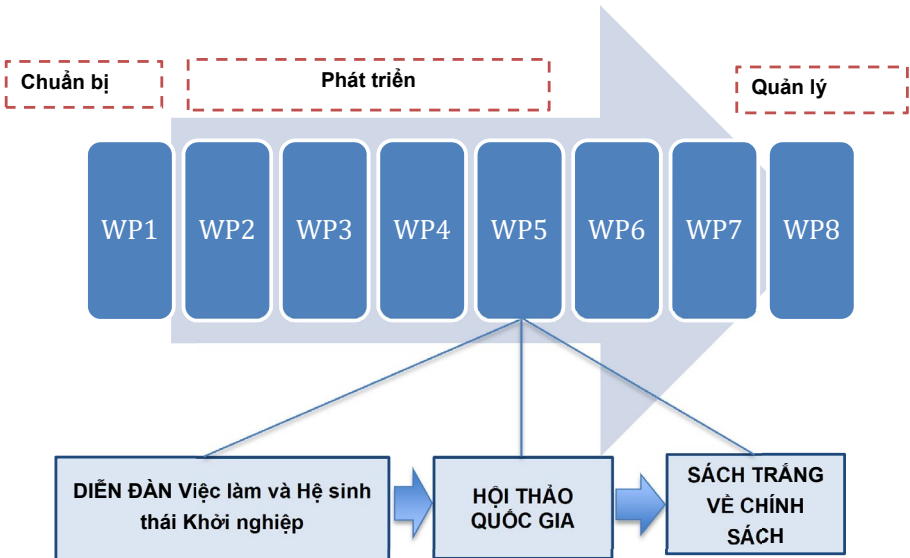 Chuẩn bị
Phát triển
Quản lý
WP1
WP2
WP3
WP4
WP5
WP6
WP7
WP8
DIỄN ĐÀN Việc làm và Hệ sinh
thái Khởi nghiệp
HỘI THẢO
QUỐC GIA
SÁCH TRẮNG
VỀ CHÍNH
SÁCH